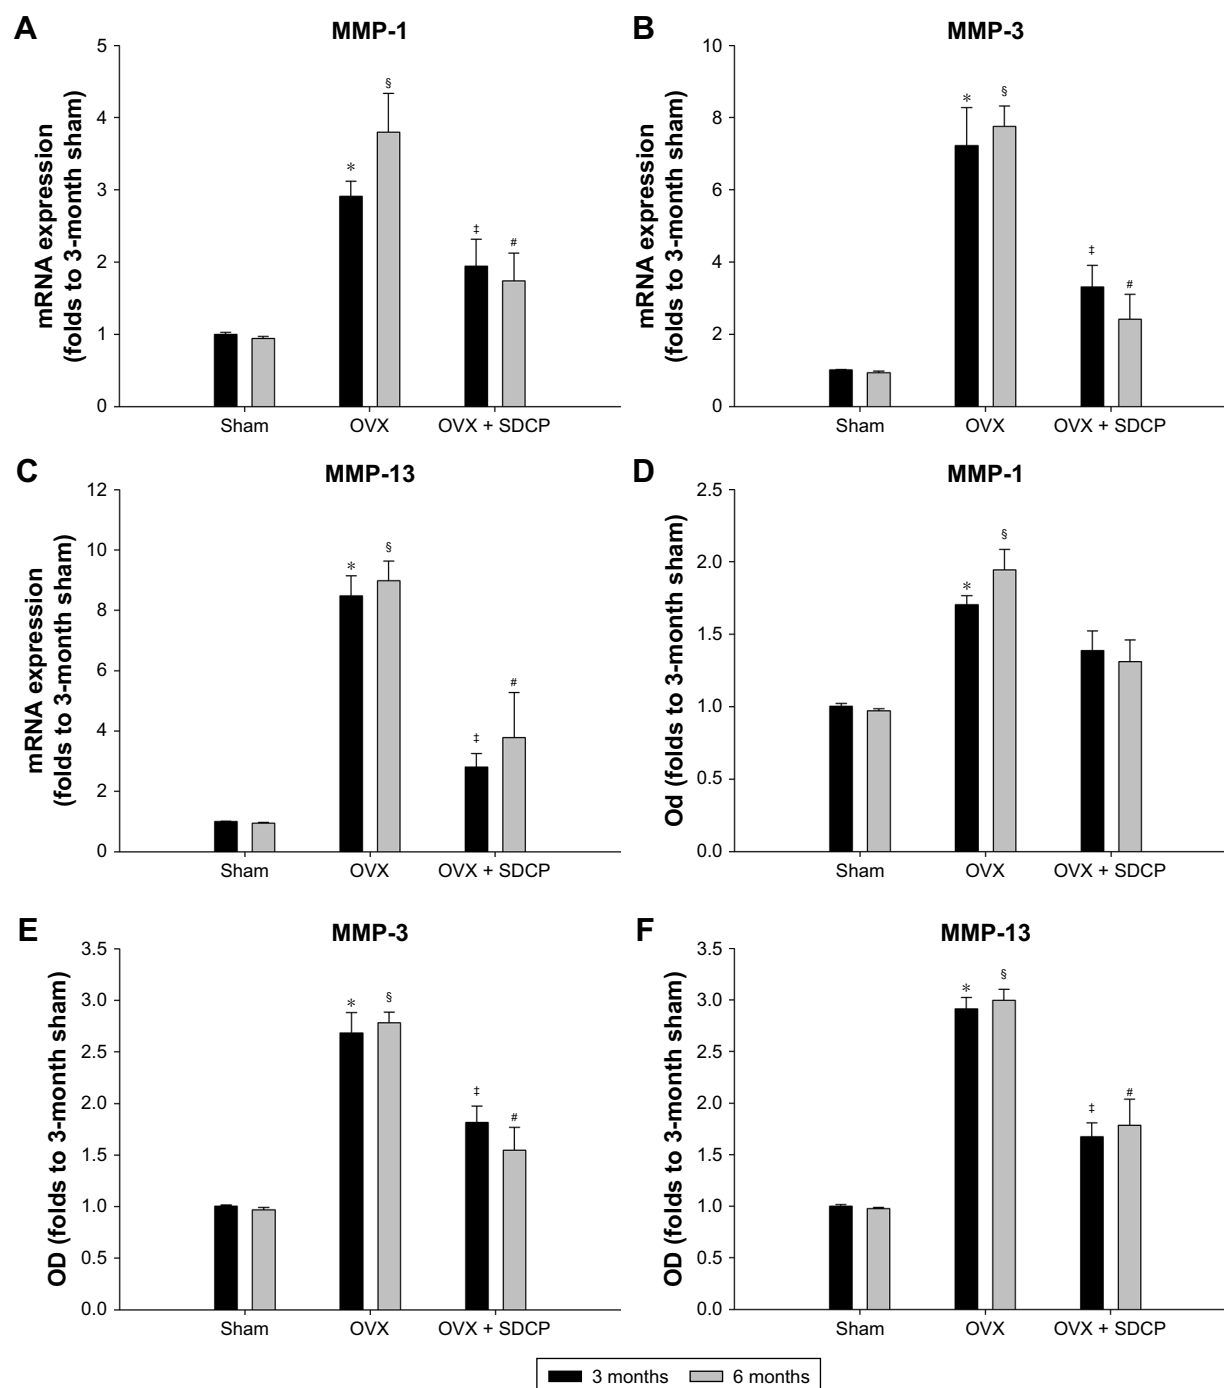 A
MMP-1
mRNA expression
(folds to 3-month sham)
5
4
3
2
1
0
*
§
‡
#
Sham
OVX
OVX + SDCP
B
MMP-3
mRNA expression
(folds to 3-month sham)
10
8
6
4
2
0
*
§
‡
#
Sham
OVX
OVX + SDCP
C
MMP-13
mRNA expression
(folds to 3-month sham)
12
10
8
6
4
2
0
*
§
‡
#
Sham
OVX
OVX + SDCP
D
MMP-1
Od (folds to 3-month sham)
2.5
2.0
1.5
1.0
0.5
0.0
*
§
Sham
OVX
OVX + SDCP
E
MMP-3
OD (folds to 3-month sham)
3.5
3.0
2.5
2.0
1.5
1.0
0.5
0.0
*
§
‡
#
Sham
OVX
OVX + SDCP
F
MMP-13
OD (folds to 3-month sham)
3.5
3.0
2.5
2.0
1.5
1.0
0.5
0.0
*
§
‡
#
Sham
OVX
OVX + SDCP
3 months
6 months